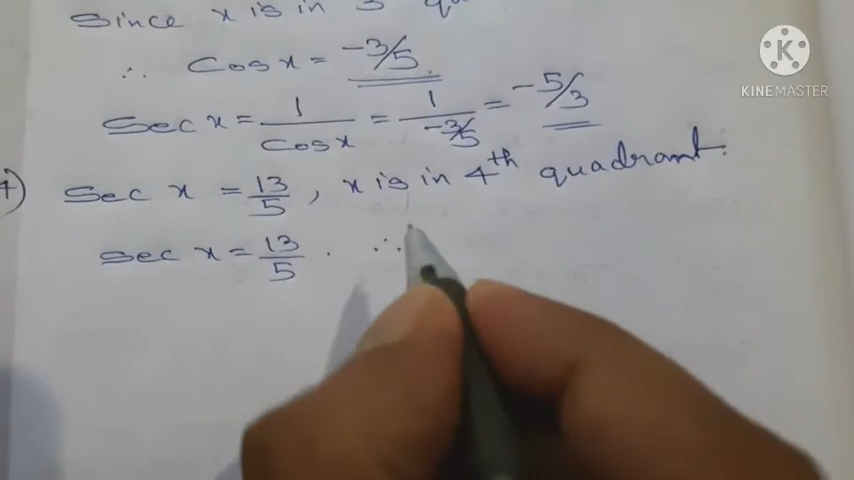 Since x is in 3
∴ Cos x = -3/5
Sec x = 1/Cos x = 1/(-3/5) = -5/3
4) Sec x = 13/5 , x is in 4th quadrant.
Sec x = 13/5 . ∴
K
KINEMASTER